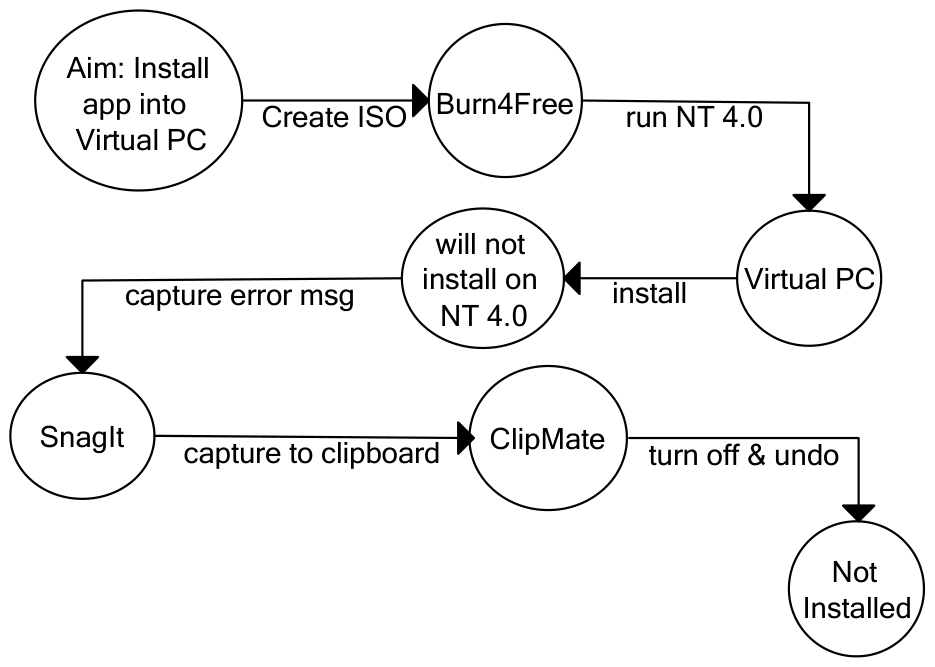 Aim: Install
app into
Virtual PC
Create ISO
Burn4Free
run NT 4.0
Virtual PC
install
will not
install on
NT 4.0
capture error msg
SnagIt
capture to clipboard
ClipMate
turn off & undo
Not
Installed